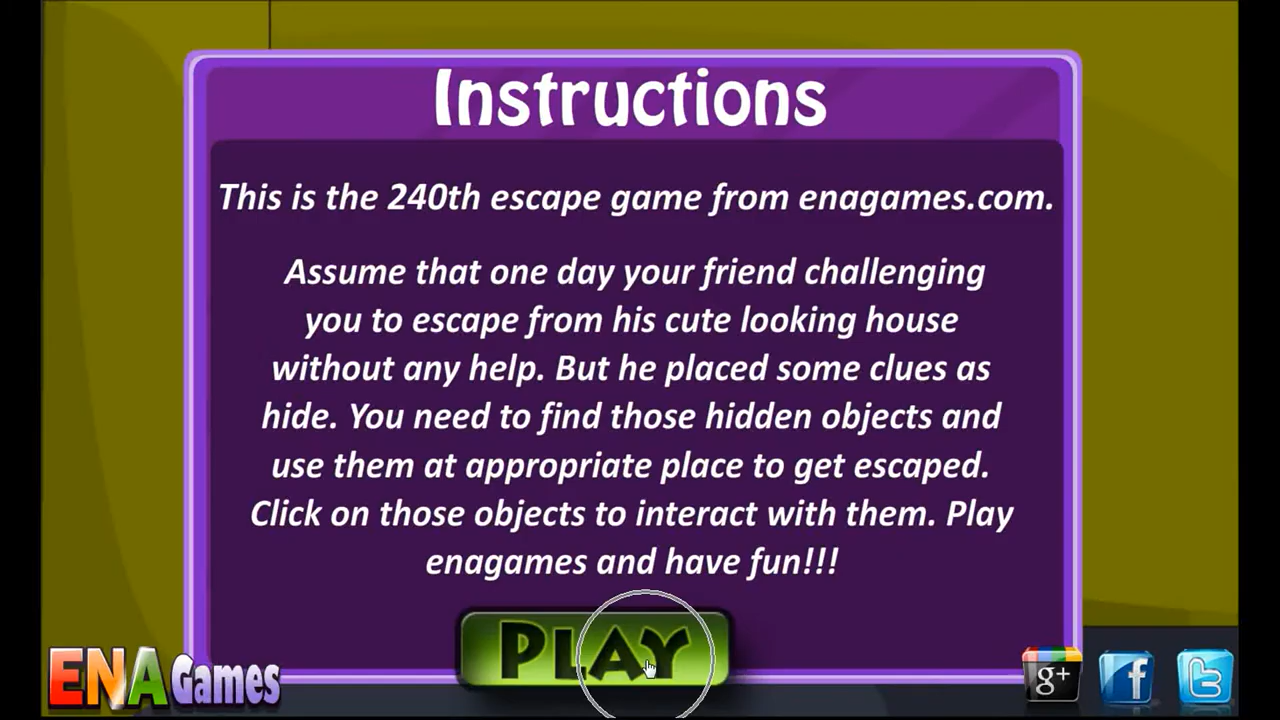 Instructions
This is the 240th escape game from enagames.com.
Assume that one day your friend challenging
you to escape from his cute looking house
without any help. But he placed some clues as
hide. You need to find those hidden objects and
use them at appropriate place to get escaped.
Click on those objects to interact with them. Play
enagames and have fun!!!
PLAY
ENA Games
g+ f t